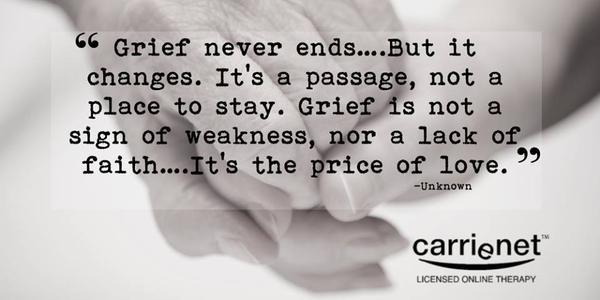 “ Grief never ends....But it
changes. It's a passage, not a
place to stay. Grief is not a
sign of weakness, nor a lack of
faith....It's the price of love. ”
-Unknown
carrienet™
LICENSED ONLINE THERAPY